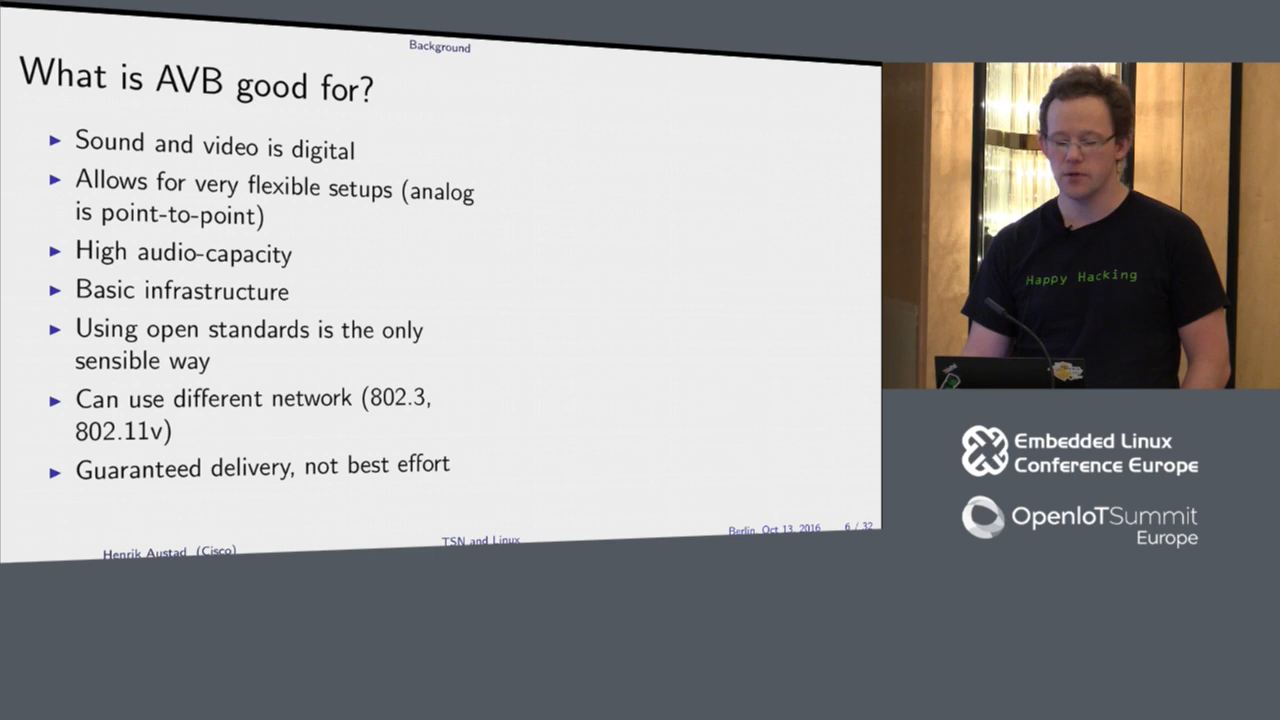 Background
What is AVB good for?
Sound and video is digital
Allows for very flexible setups (analog
is point-to-point)
High audio-capacity
Basic infrastructure
Using open standards is the only
sensible way
Can use different network (802.3,
802.11v)
Guaranteed delivery, not best effort
Henrik Austad (Cisco)
TSN and Linux
Berlin, Oct 13, 2016
6 / 32
Happy Hacking
Embedded Linux
Conference Europe
OpenIoTSummit
Europe